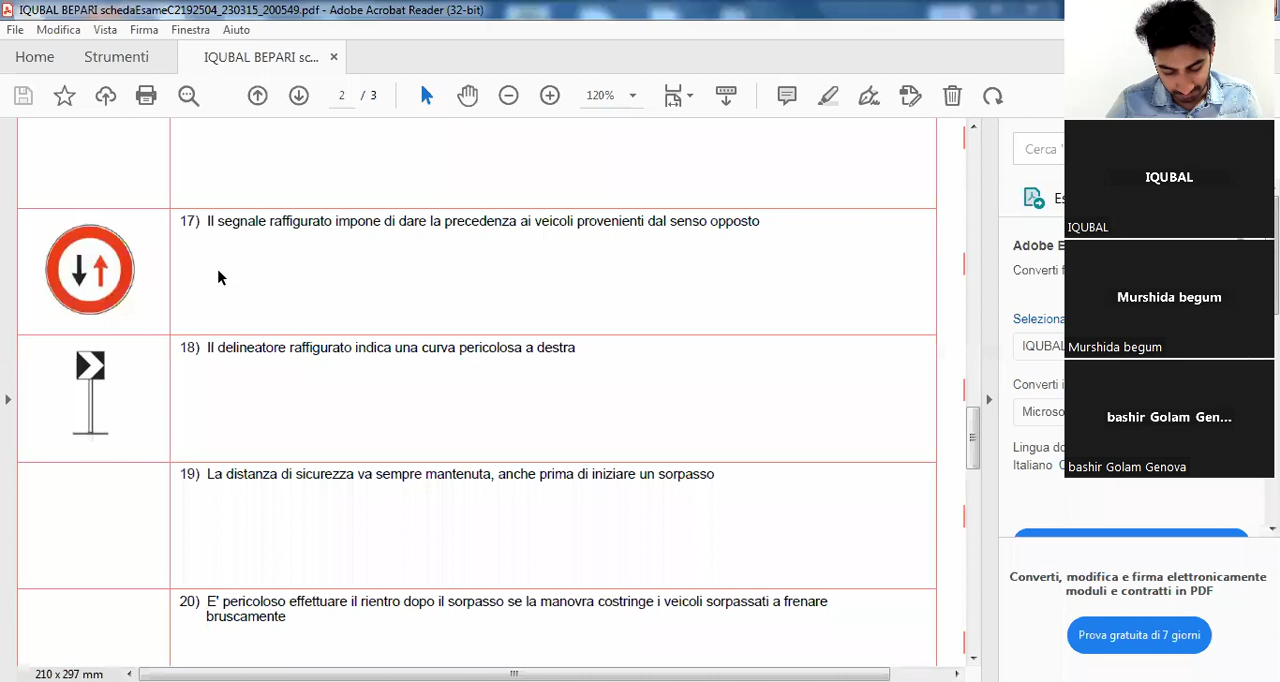 IQUBAL BEPARI schedaEsameC2192504_230315_200549.pdf - Adobe Acrobat Reader (32-bit)
File Modifica Vista Firma Finestra Aiuto
Home Strumenti IQUBAL BEPARI sc... ×
2 / 3 120%
Cerca
17) Il segnale raffigurato impone di dare la precedenza ai veicoli provenienti dal senso opposto
18) Il delineatore raffigurato indica una curva pericolosa a destra
19) La distanza di sicurezza va sempre mantenuta, anche prima di iniziare un sorpasso
20) E' pericoloso effettuare il rientro dopo il sorpasso se la manovra costringe i veicoli sorpassati a frenare
bruscamente
210 x 297 mm
Es
Adobe E
Converti f
Seleziona
IQUBAL
Converti i
Microso
Lingua do
Italiano
IQUBAL
IQUBAL
Murshida begum
Murshida begum
bashir Golam Gen...
bashir Golam Genova
Converti, modifica e firma elettronicamente
moduli e contratti in PDF
Prova gratuita di 7 giorni